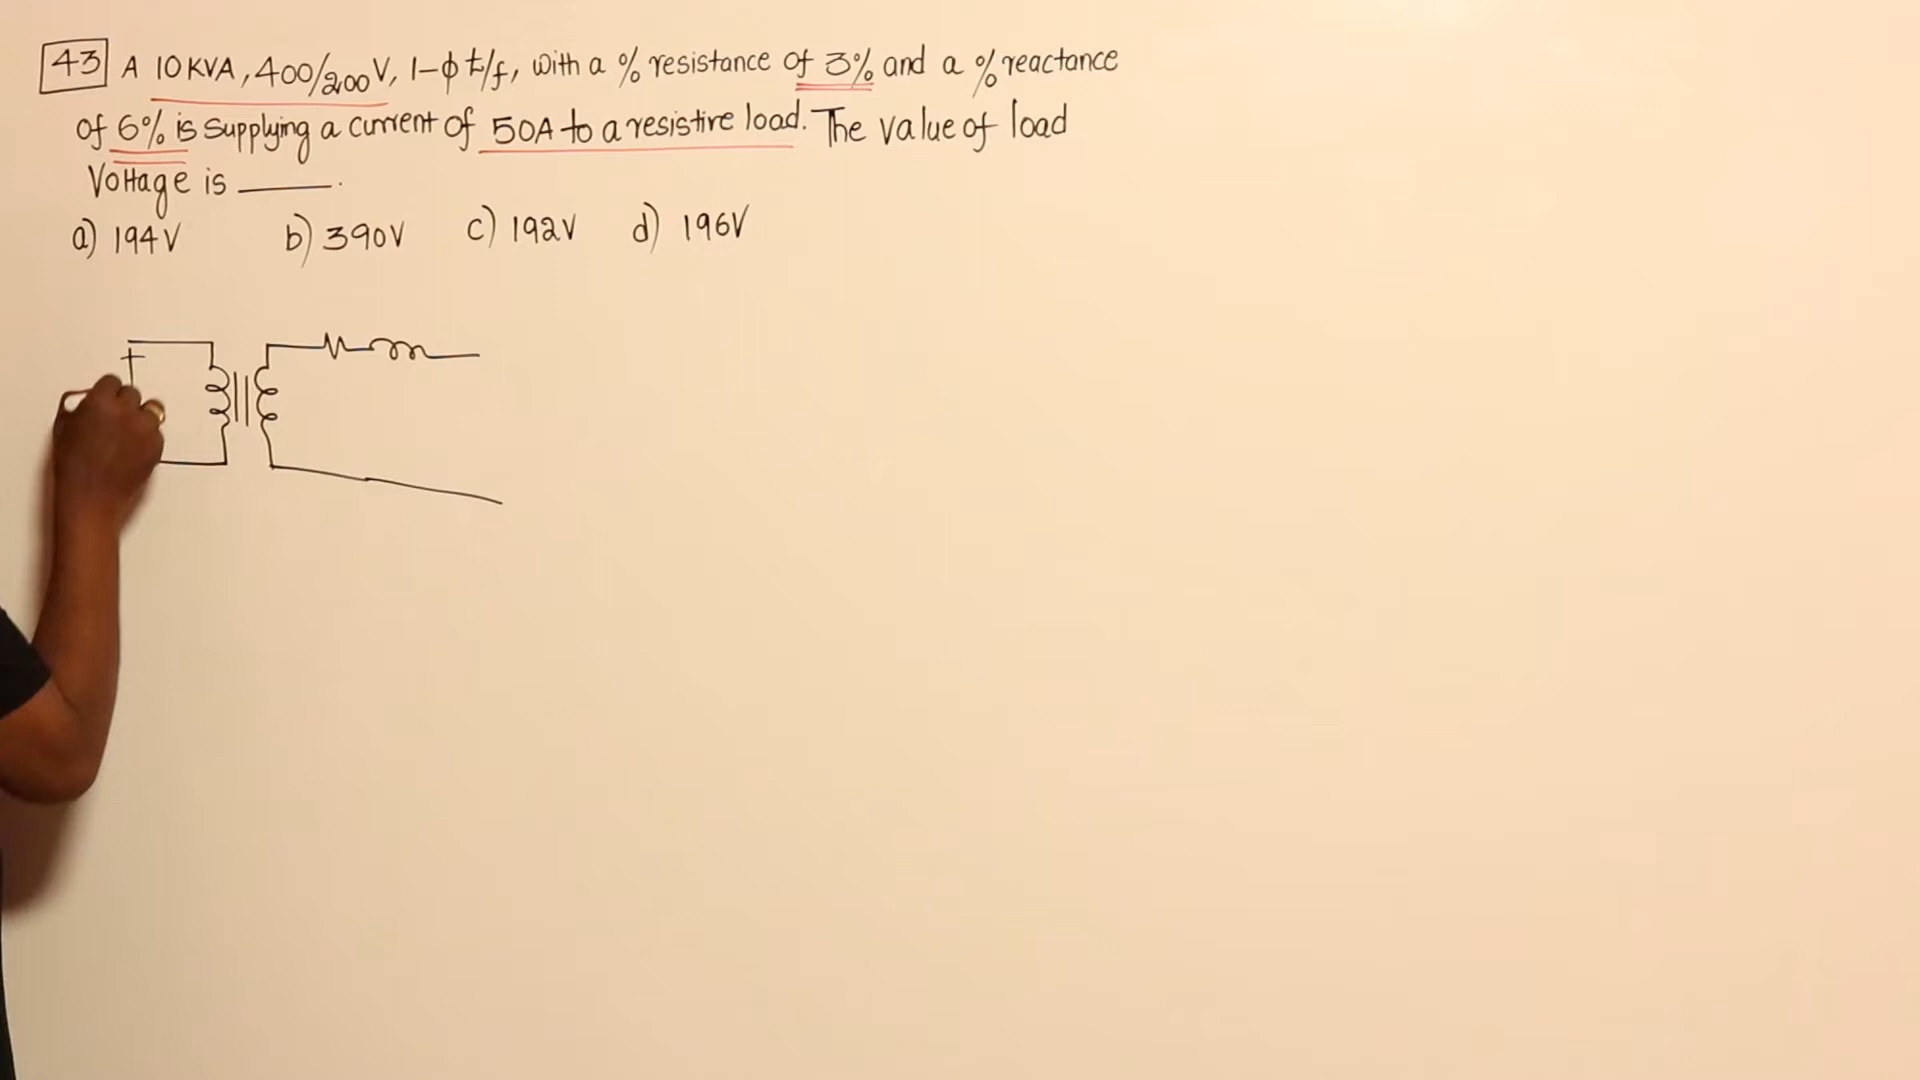 43 A 10KVA, 400/200V, 1-ϕ t/f, with a % resistance of 3% and a % reactance
of 6% is supplying a current of 50A to a resistive load. The value of load
Voltage is ______.
a) 194V b) 390V c) 192V d) 196V
+